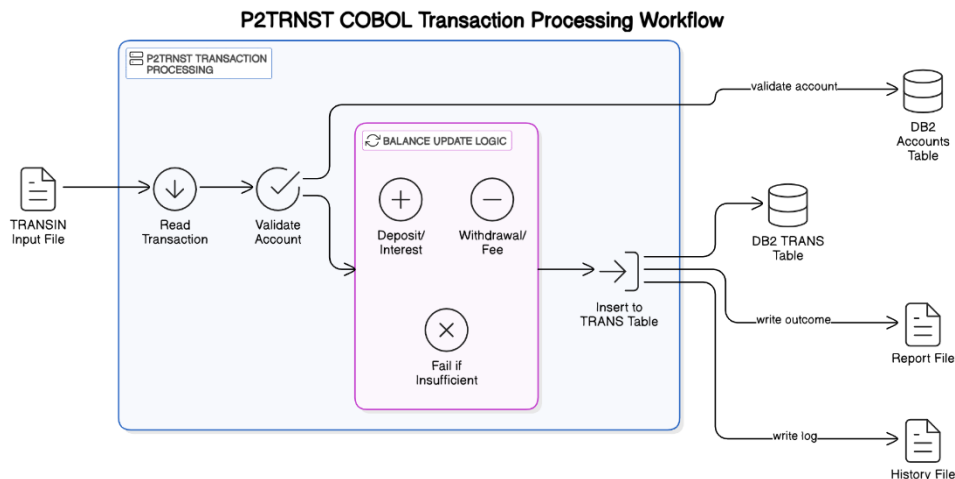 P2TRNST COBOL Transaction Processing Workflow
P2TRNST TRANSACTION
PROCESSING
validate account
DB2
Accounts
Table
BALANCE UPDATE LOGIC
TRANSIN
Input File
Read
Transaction
Validate
Account
Deposit/
Interest
Withdrawal/
Fee
DB2 TRANS
Table
Insert to
TRANS Table
write outcome
Report File
Fail if
Insufficient
write log
History File